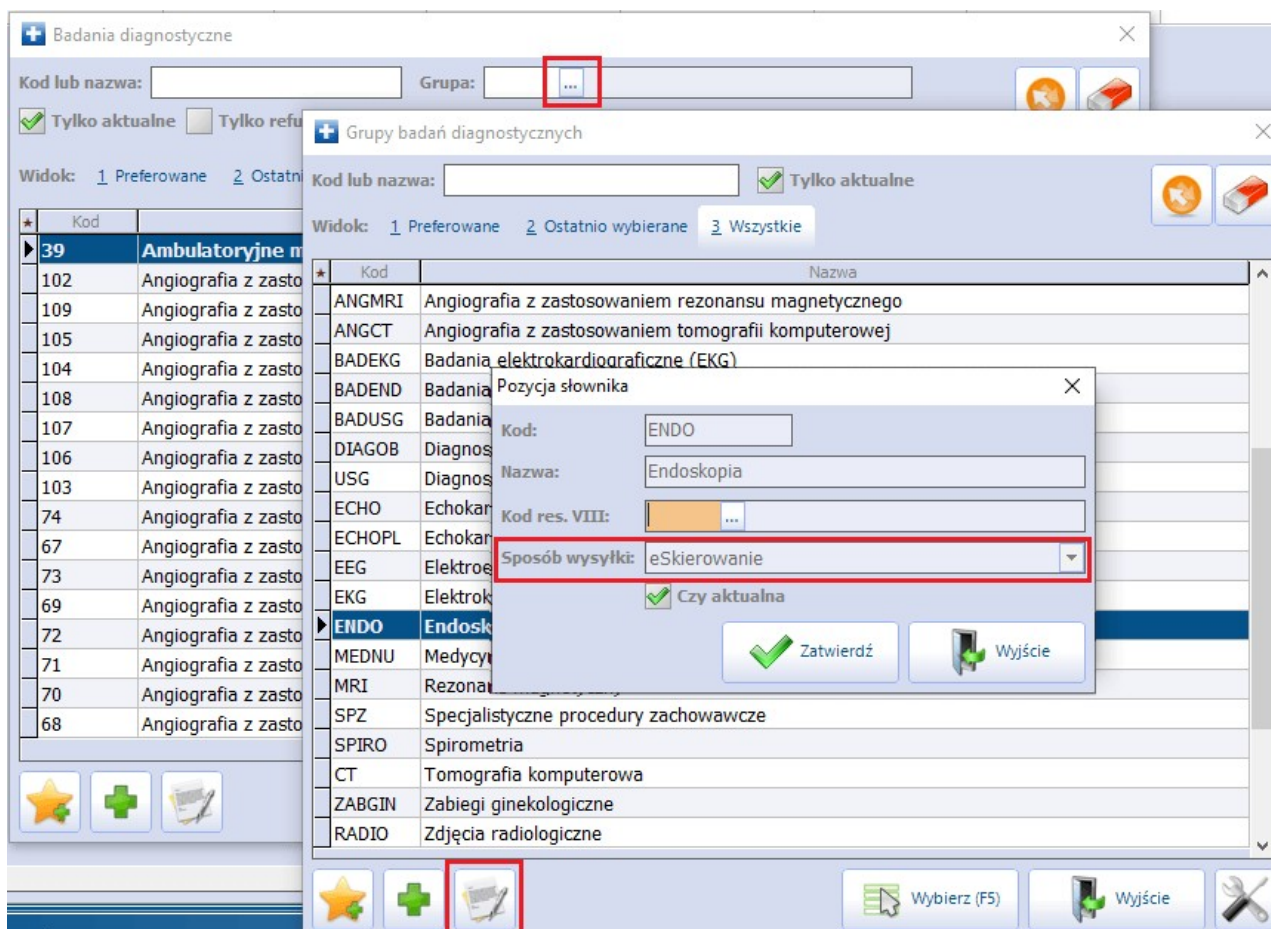 Badania diagnostyczne
Kod lub nazwa: Grupa: ...
Tylko aktualne Tylko refu
Widok: 1 Preferowane 2 Ostatni
Kod
39 Ambulatoryjne m
102 Angiografia z zasto
109 Angiografia z zasto
105 Angiografia z zasto
104 Angiografia z zasto
108 Angiografia z zasto
107 Angiografia z zasto
106 Angiografia z zasto
103 Angiografia z zasto
74 Angiografia z zasto
67 Angiografia z zasto
73 Angiografia z zasto
69 Angiografia z zasto
72 Angiografia z zasto
71 Angiografia z zasto
70 Angiografia z zasto
68 Angiografia z zasto
Grupy badań diagnostycznych
Kod lub nazwa: Tylko aktualne
Widok: 1 Preferowane 2 Ostatnio wybierane 3 Wszystkie
Kod Nazwa
ANGMRI Angiografia z zastosowaniem rezonansu magnetycznego
ANGCT Angiografia z zastosowaniem tomografii komputerowej
BADEKG Badania elektrokardiograficzne (EKG)
BADEND Badania
BADUSG Badania
DIAGOB Diagnos
USG Diagnos
ECHO Echokar
ECHOPL Echokar
EEG Elektroe
EKG Elektrok
ENDO Endosk
MEDNU Medycy
MRI Rezonans magnetyczny
SPZ Specjalistyczne procedury zachowawcze
SPIRO Spirometria
CT Tomografia komputerowa
ZABGIN Zabiegi ginekologiczne
RADIO Zdjęcia radiologiczne
Wybierz (F5) Wyjście
Pozycja słownika
Kod: ENDO
Nazwa: Endoskopia
Kod res. VIII: ...
Sposób wysyłki: eSkierowanie
Czy aktualna
Zatwierdź Wyjście